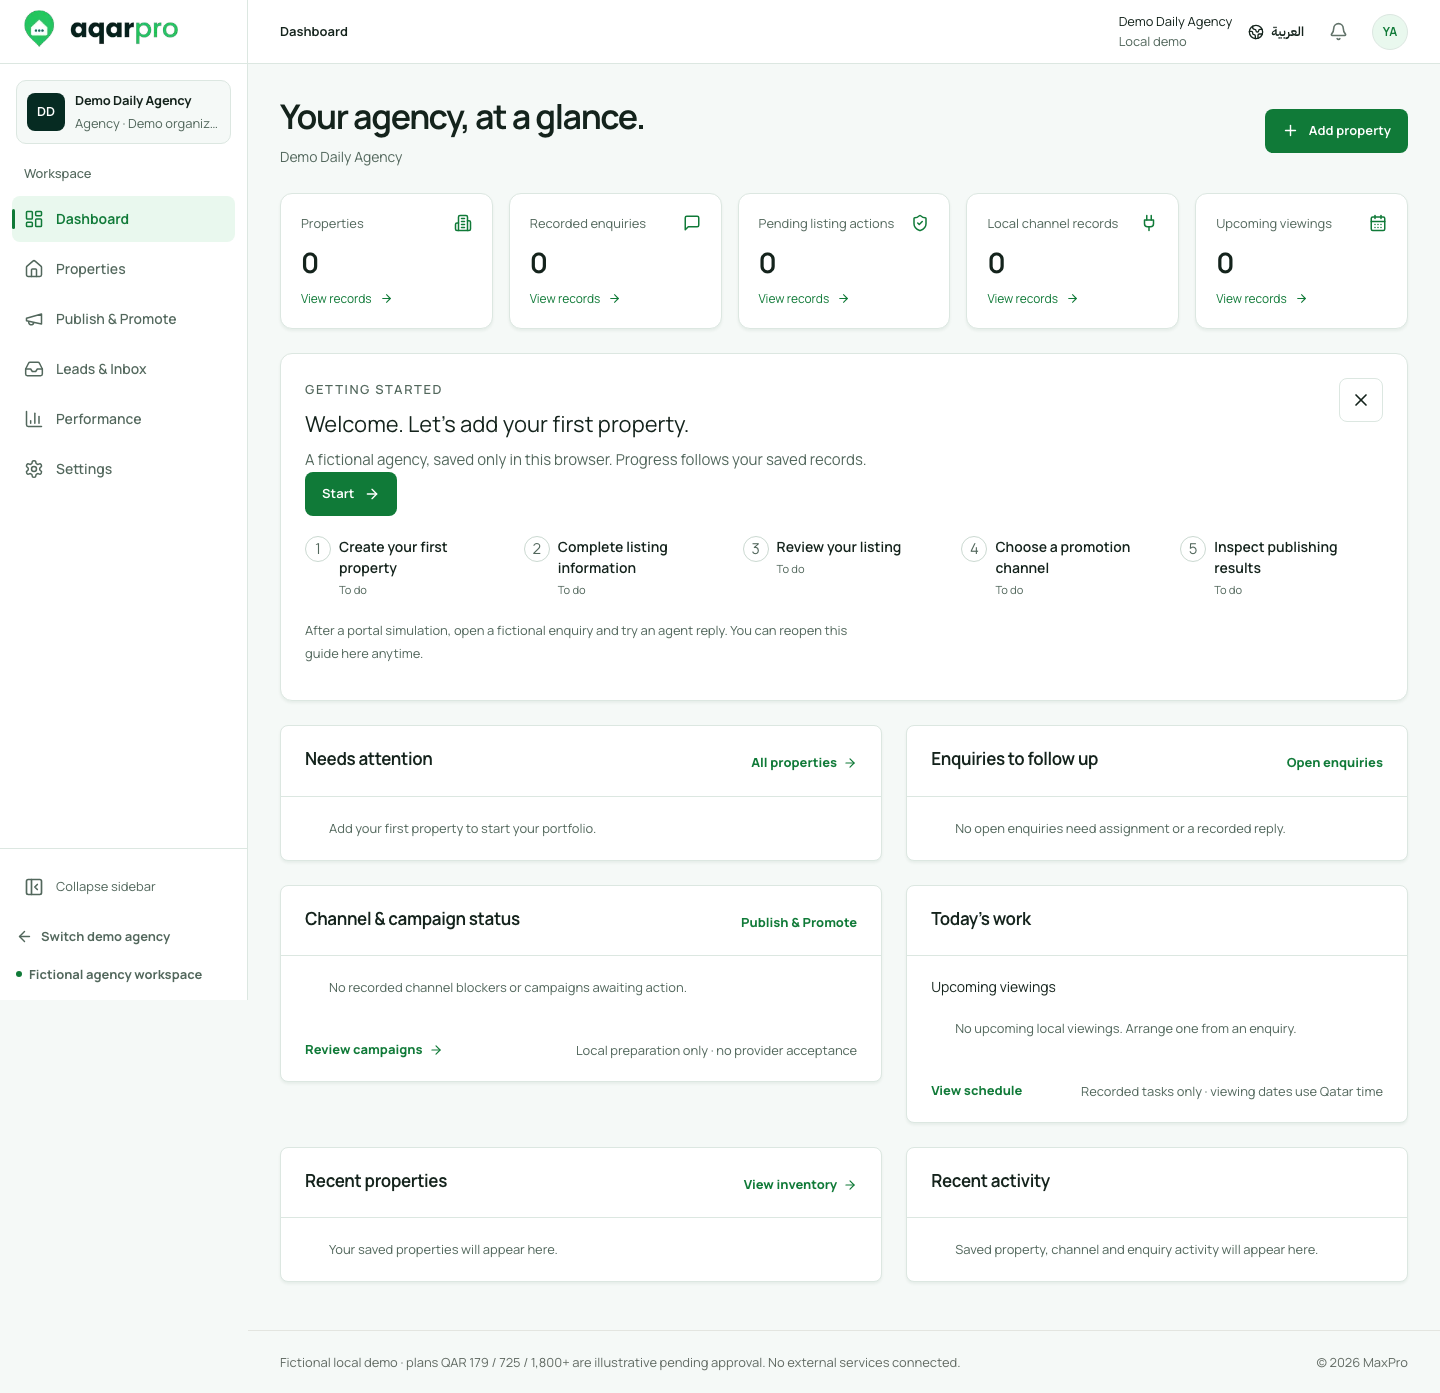 aqarpro
Dashboard
Demo Daily Agency
Local demo
العربية
YA
DD
Demo Daily Agency
Agency · Demo organiz...
Workspace
Dashboard
Properties
Publish & Promote
Leads & Inbox
Performance
Settings
Collapse sidebar
Switch demo agency
Fictional agency workspace
Your agency, at a glance.
Demo Daily Agency
Add property
Properties
0
View records
Recorded enquiries
0
View records
Pending listing actions
0
View records
Local channel records
0
View records
Upcoming viewings
0
View records
GETTING STARTED
Welcome. Let's add your first property.
A fictional agency, saved only in this browser. Progress follows your saved records.
Start
1
Create your first
property
To do
2
Complete listing
information
To do
3
Review your listing
To do
4
Choose a promotion
channel
To do
5
Inspect publishing
results
To do
After a portal simulation, open a fictional enquiry and try an agent reply. You can reopen this
guide here anytime.
Needs attention
All properties
Add your first property to start your portfolio.
Enquiries to follow up
Open enquiries
No open enquiries need assignment or a recorded reply.
Channel & campaign status
Publish & Promote
No recorded channel blockers or campaigns awaiting action.
Review campaigns
Local preparation only · no provider acceptance
Today's work
Upcoming viewings
No upcoming local viewings. Arrange one from an enquiry.
View schedule
Recorded tasks only · viewing dates use Qatar time
Recent properties
View inventory
Your saved properties will appear here.
Recent activity
Saved property, channel and enquiry activity will appear here.
Fictional local demo · plans QAR 179 / 725 / 1,800+ are illustrative pending approval. No external services connected.
© 2026 MaxPro